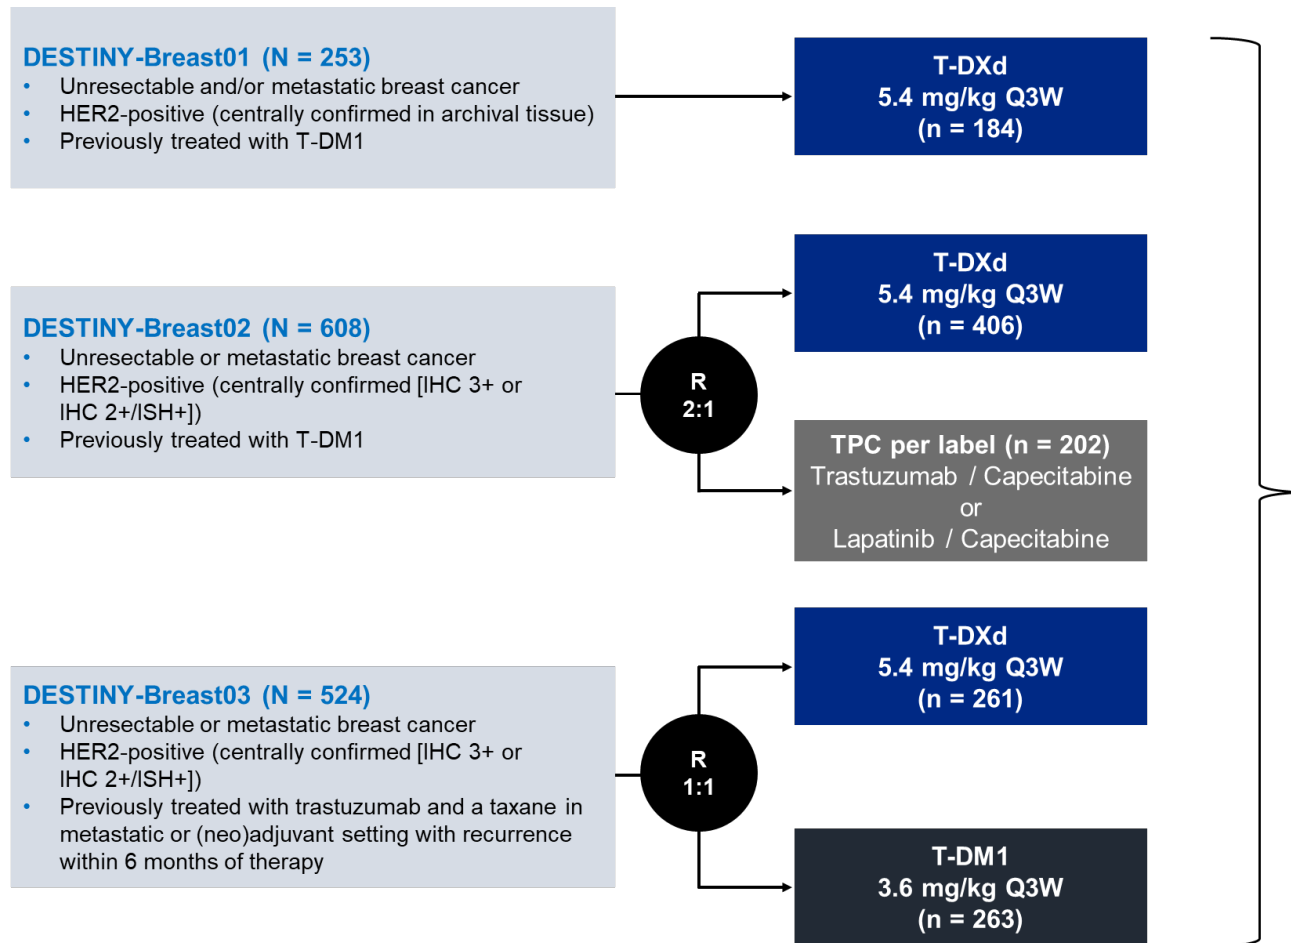 DESTINY-Breast01 (N = 253)
• Unresectable and/or metastatic breast cancer
• HER2-positive (centrally confirmed in archival tissue)
• Previously treated with T-DM1
T-DXd
5.4 mg/kg Q3W
(n = 184)
DESTINY-Breast02 (N = 608)
• Unresectable or metastatic breast cancer
• HER2-positive (centrally confirmed [IHC 3+ or
IHC 2+/ISH+])
• Previously treated with T-DM1
R
2:1
T-DXd
5.4 mg/kg Q3W
(n = 406)
TPC per label (n = 202)
Trastuzumab / Capecitabine
or
Lapatinib / Capecitabine
DESTINY-Breast03 (N = 524)
• Unresectable or metastatic breast cancer
• HER2-positive (centrally confirmed [IHC 3+ or
IHC 2+/ISH+])
• Previously treated with trastuzumab and a taxane in
metastatic or (neo)adjuvant setting with recurrence
within 6 months of therapy
R
1:1
T-DXd
5.4 mg/kg Q3W
(n = 261)
T-DM1
3.6 mg/kg Q3W
(n = 263)